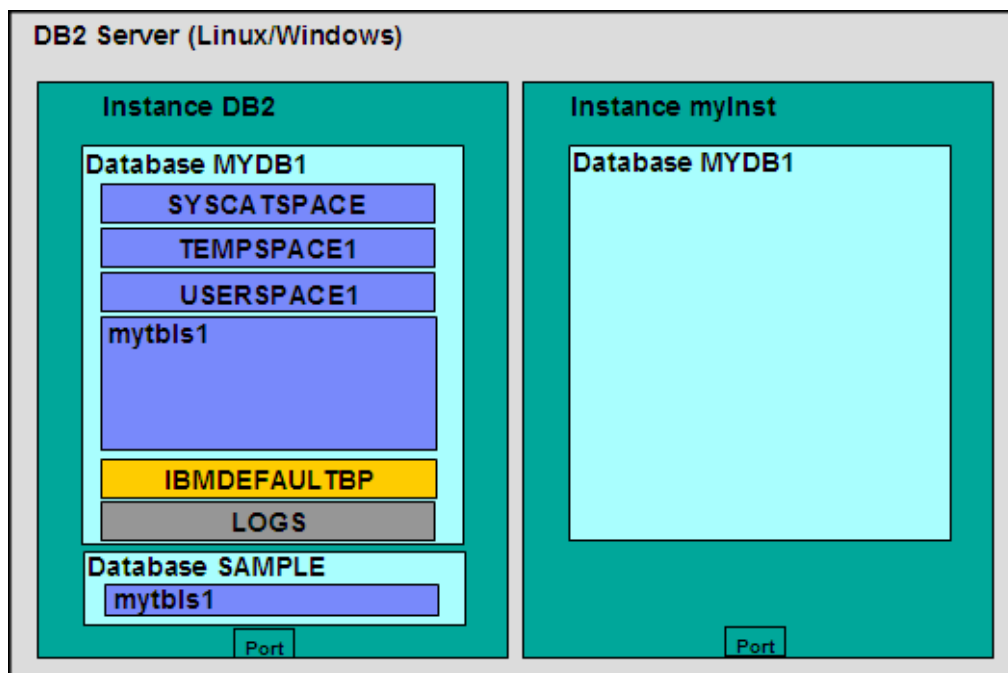 DB2 Server (Linux/Windows)
Instance DB2
Database MYDB1
SYSCATSPACE
TEMPSPACE1
USERSPACE1
mytbls1
IBMDEFAULTBP
LOGS
Database SAMPLE
mytbls1
Port
Instance myInst
Database MYDB1
Port